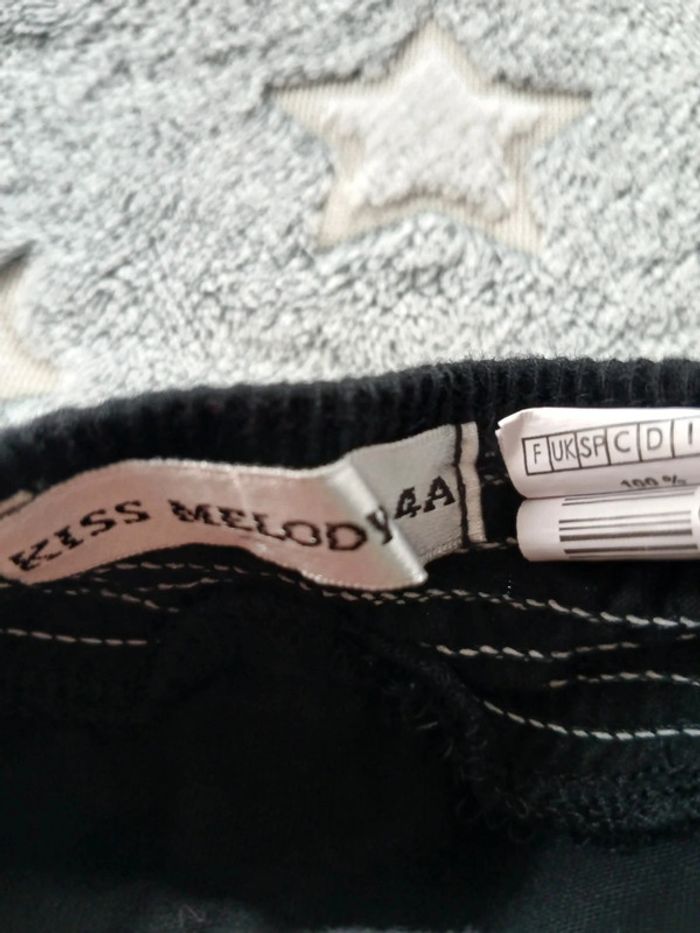 KISS MELODY
4A
F UK SP C D I
100%